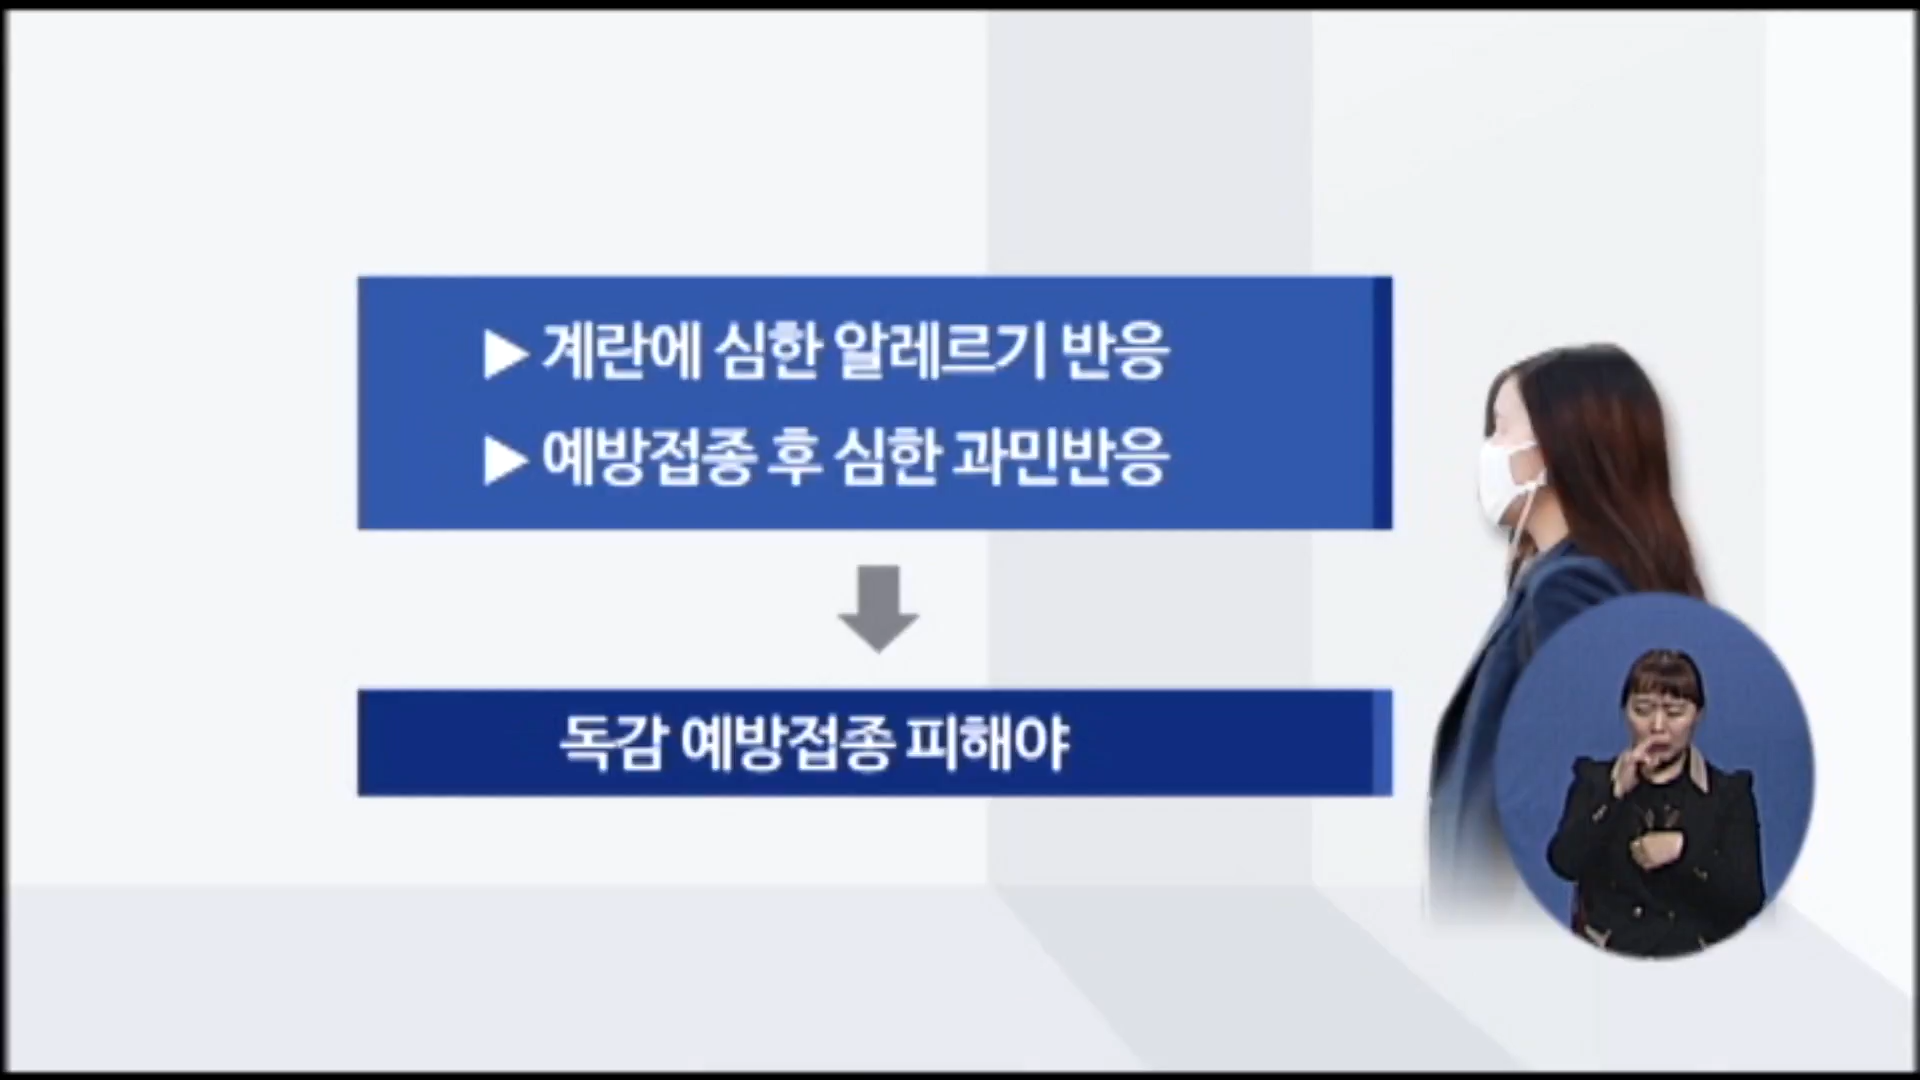 ▶ 계란에 심한 알레르기 반응
▶ 예방접종 후 심한 과민반응
독감 예방접종 피해야